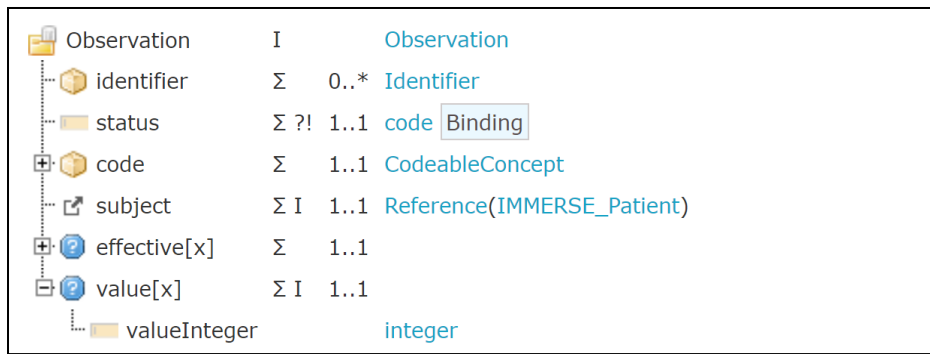 Observation I Observation
identifier Σ 0..* Identifier
status Σ ?! 1..1 code Binding
code Σ 1..1 CodeableConcept
subject Σ I 1..1 Reference(IMMERSE_Patient)
effective[x] Σ 1..1
value[x] Σ I 1..1
valueInteger integer